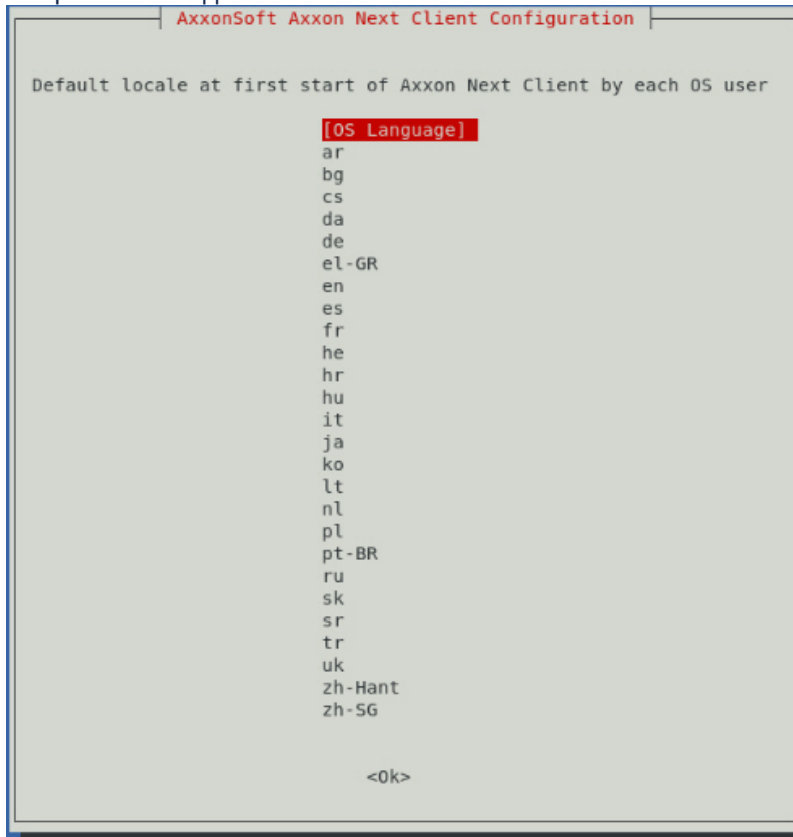 AxxonSoft Axxon Next Client Configuration
Default locale at first start of Axxon Next Client by each OS user
[OS Language]
ar
bg
cs
da
de
el-GR
en
es
fr
he
hr
hu
it
ja
ko
lt
nl
pl
pt-BR
ru
sk
sr
tr
uk
zh-Hant
zh-SG
<Ok>